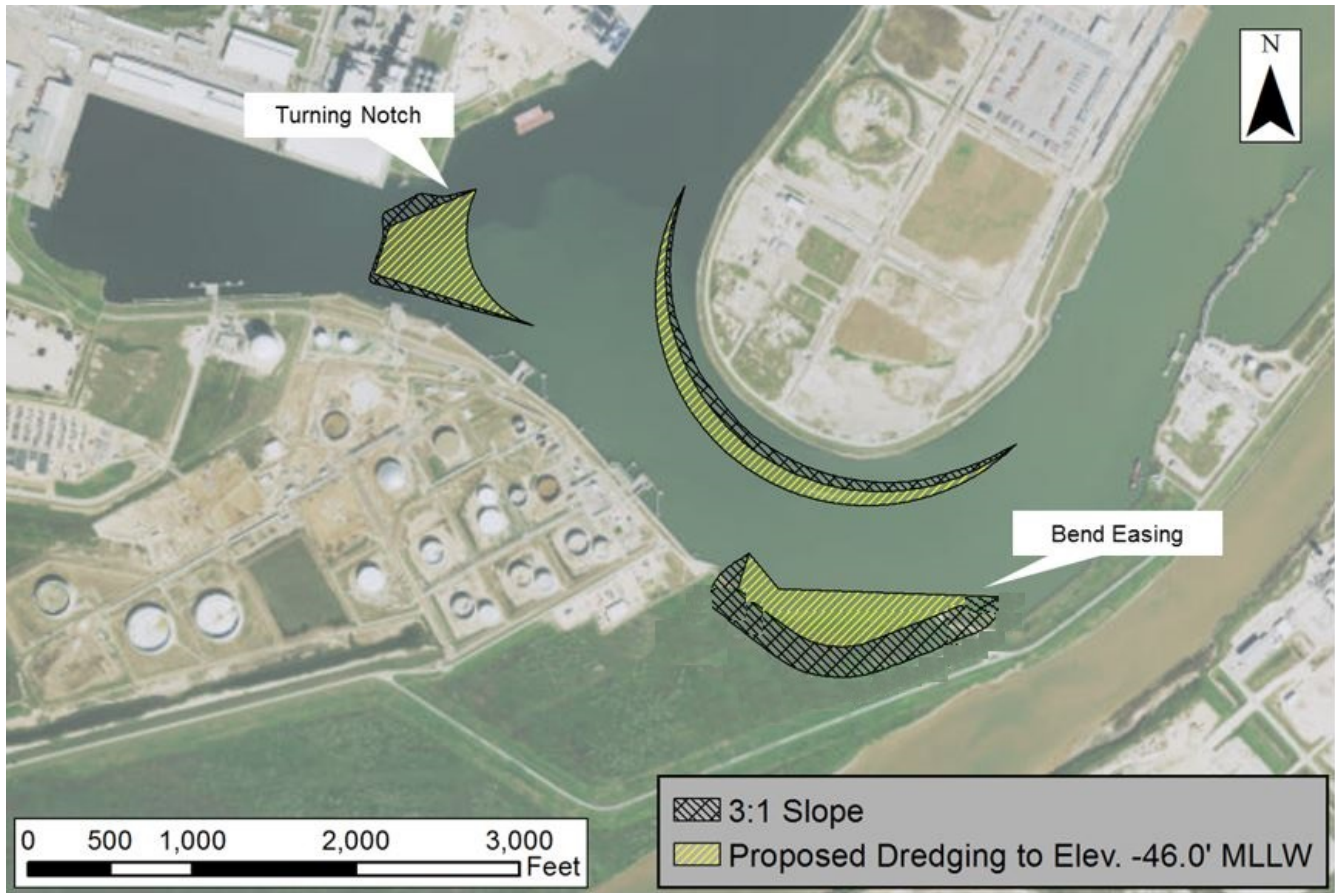 N
Turning Notch
Bend Easing
3:1 Slope
Proposed Dredging to Elev. -46.0' MLLW
0 500 1,000 2,000 3,000
Feet